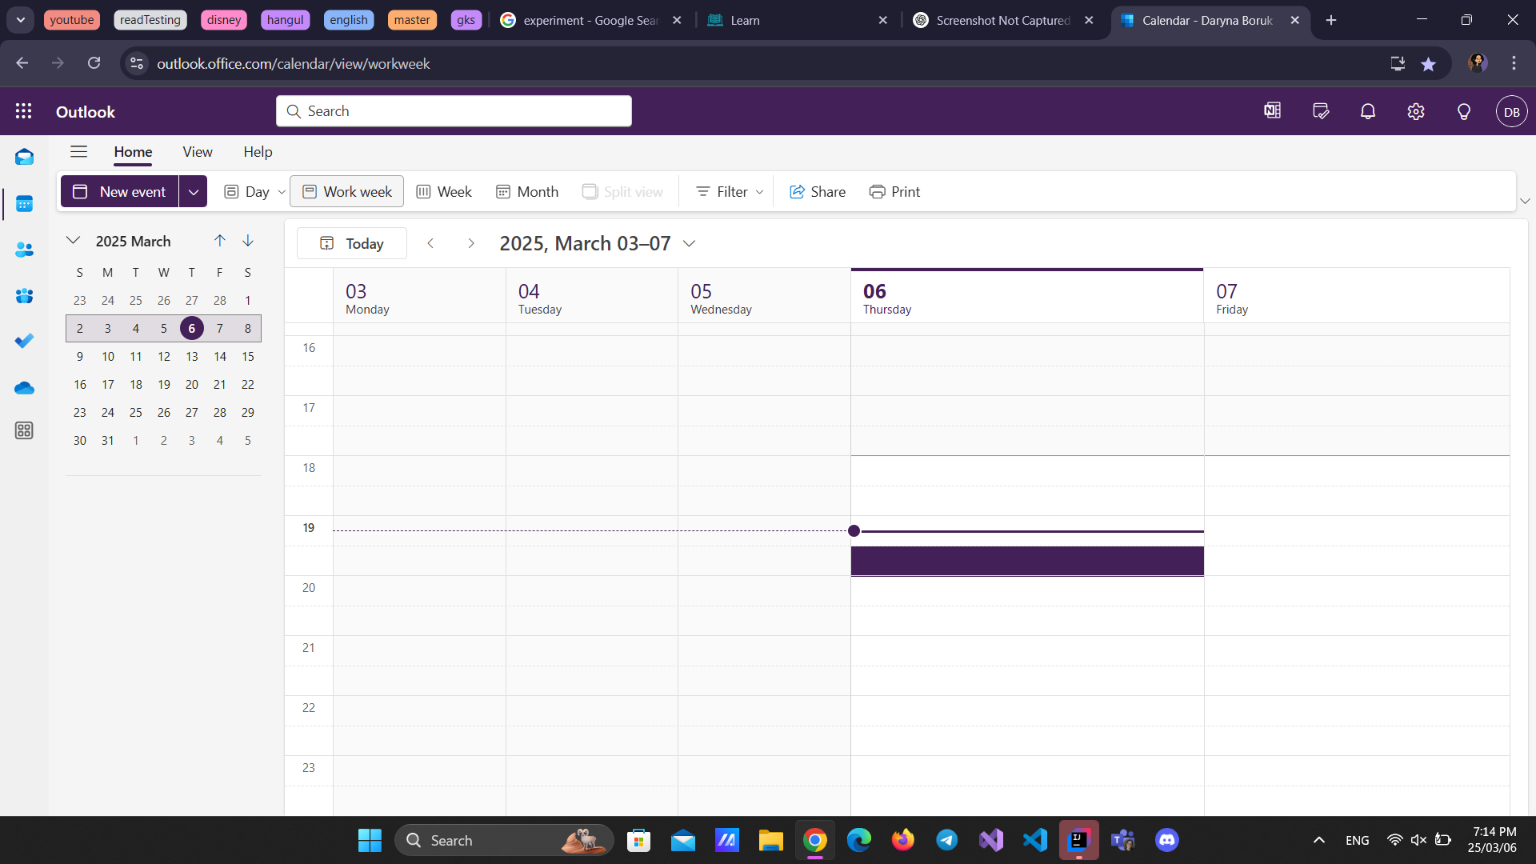 youtube readTesting disney hangul english master gks experiment - Google Sear Learn Screenshot Not Captured Calendar - Daryna Boruk
outlook.office.com/calendar/view/workweek
Outlook Search DB
Home View Help
New event Day Work week Week Month Split view Filter Share Print
2025 March
Today 2025, March 03–07
S M T W T F S
23 24 25 26 27 28 1
2 3 4 5 6 7 8
9 10 11 12 13 14 15
16 17 18 19 20 21 22
23 24 25 26 27 28 29
30 31 1 2 3 4 5
03 04 05 06 07
Monday Tuesday Wednesday Thursday Friday
16
17
18
19
20
21
22
23
Search ENG 7:14 PM
25/03/06